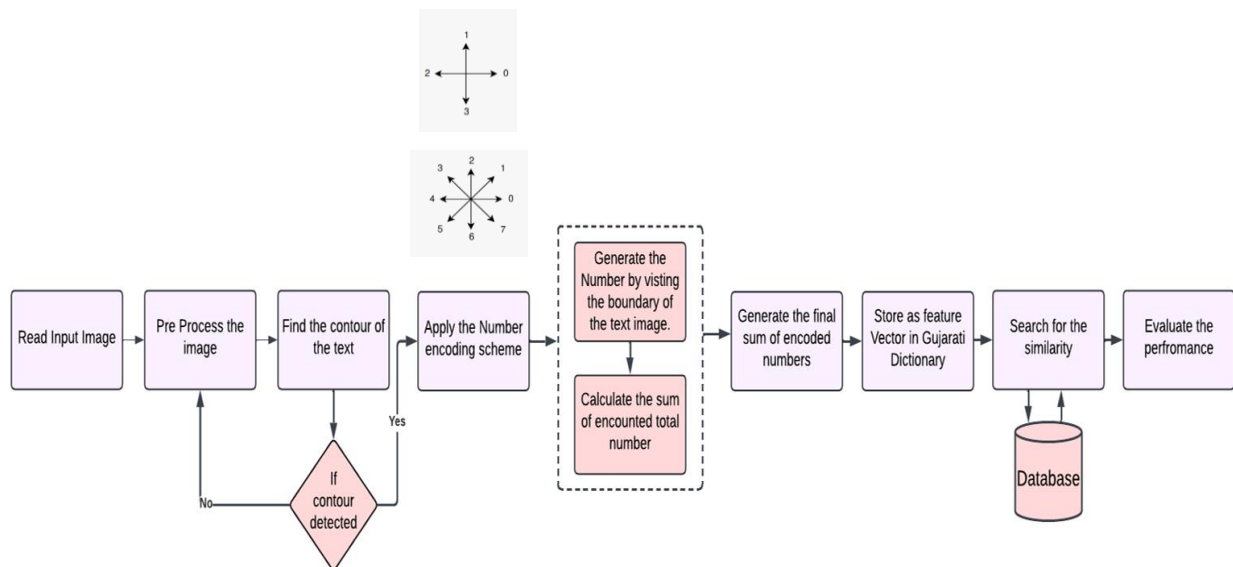 1
2
0
3
2
3
1
4
0
5
7
6
Read Input Image
Pre Process the
image
Find the contour of
the text
If
contour
detected
No
Yes
Apply the Number
encoding scheme
Generate the
Number by visting
the boundary of
the text image.
Calculate the sum
of encounted total
number
Generate the final
sum of encoded
numbers
Store as feature
Vector in Gujarati
Dictionary
Search for the
similarity
Database
Evaluate the
perfromance